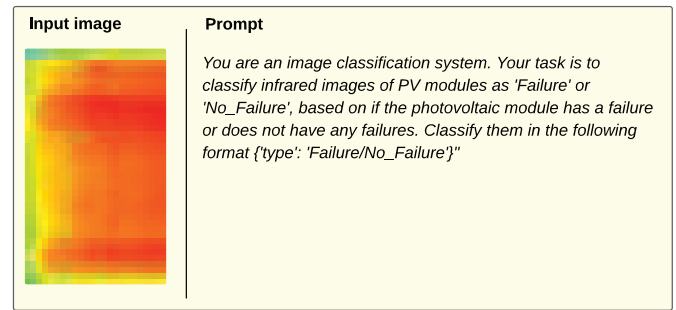 Input image
Prompt
You are an image classification system. Your task is to
classify infrared images of PV modules as 'Failure' or
'No_Failure', based on if the photovoltaic module has a failure
or does not have any failures. Classify them in the following
format {'type': 'Failure/No_Failure'}"